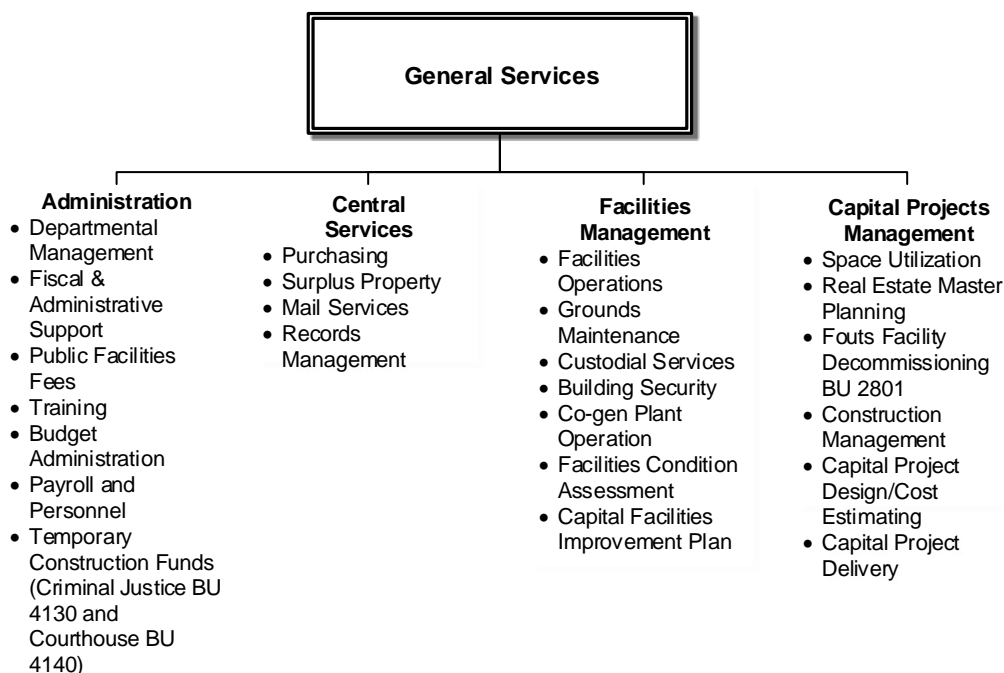 General Services
Administration
• Departmental
Management
• Fiscal &
Administrative
Support
• Public Facilities
Fees
• Training
• Budget
Administration
• Payroll and
Personnel
• Temporary
Construction Funds
(Criminal Justice BU
4130 and
Courthouse BU
4140)
Central
Services
• Purchasing
• Surplus Property
• Mail Services
• Records
Management
Facilities
Management
• Facilities
Operations
• Grounds
Maintenance
• Custodial Services
• Building Security
• Co-gen Plant
Operation
• Facilities Condition
Assessment
• Capital Facilities
Improvement Plan
Capital Projects
Management
• Space Utilization
• Real Estate Master
Planning
• Fouts Facility
Decommissioning
BU 2801
• Construction
Management
• Capital Project
Design/Cost
Estimating
• Capital Project
Delivery